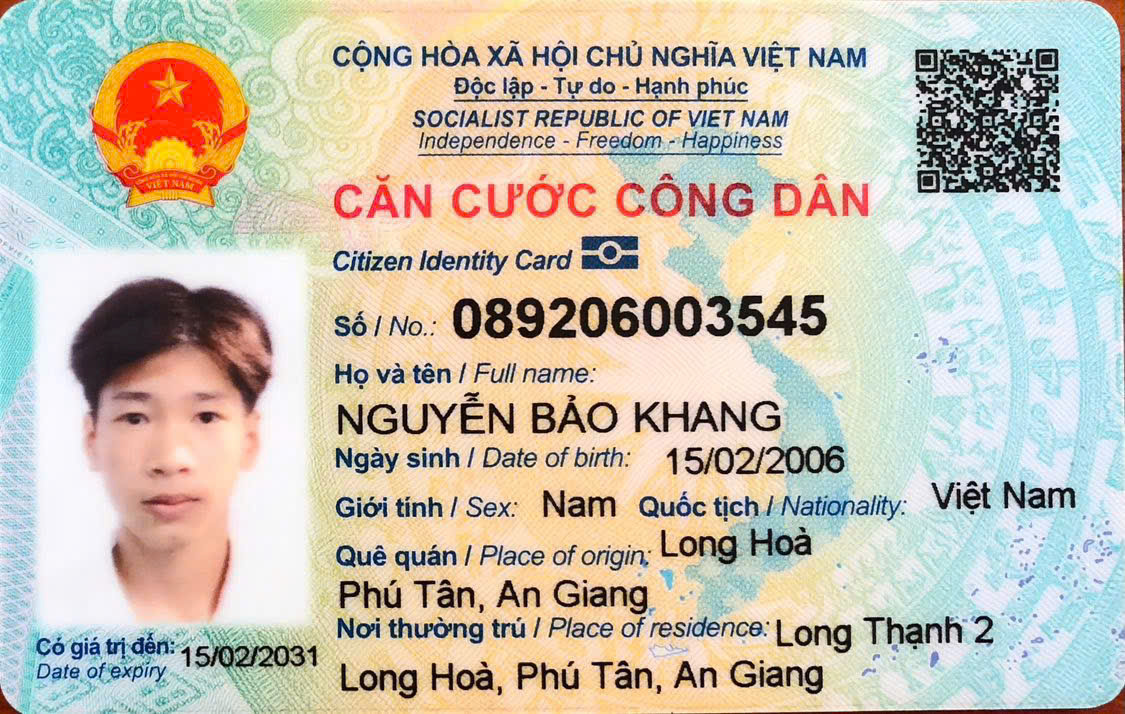 CỘNG HÒA XÃ HỘI CHỦ NGHĨA VIỆT NAM
Độc lập - Tự do - Hạnh phúc
SOCIALIST REPUBLIC OF VIET NAM
Independence - Freedom - Happiness
CĂN CƯỚC CÔNG DÂN
Citizen Identity Card
Số / No.: 089206003545
Họ và tên / Full name:
NGUYỄN BẢO KHANG
Ngày sinh / Date of birth: 15/02/2006
Giới tính / Sex: Nam Quốc tịch / Nationality: Việt Nam
Quê quán / Place of origin: Long Hoà
Phú Tân, An Giang
Nơi thường trú / Place of residence: Long Thạnh 2
Long Hoà, Phú Tân, An Giang
Có giá trị đến: 15/02/2031
Date of expiry
VIỆT NAM